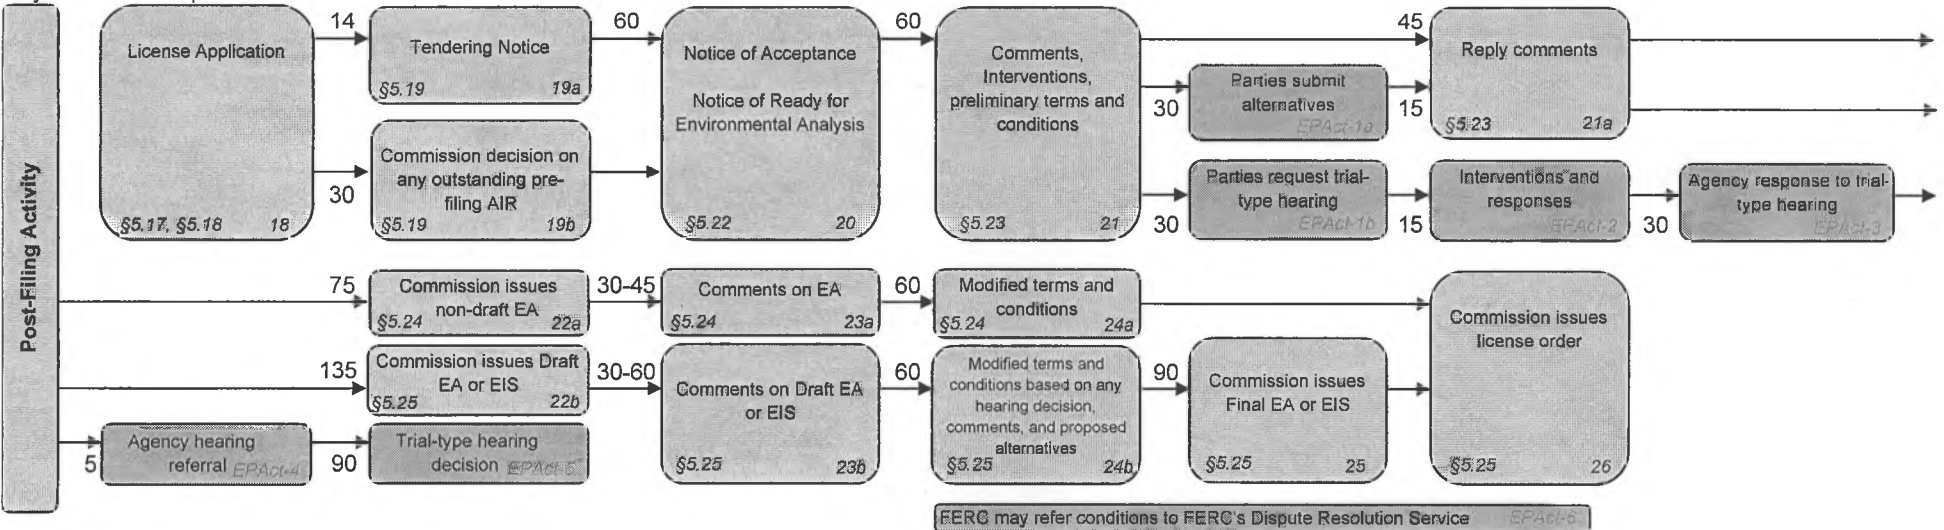 Post-Filing Activity
License Application
§5.17, §5.18 18
14
30
Tendering Notice
§5.19 19a
Commission decision on
any outstanding pre-
filing AIR
§5.19 19b
60
Notice of Acceptance
Notice of Ready for
Environmental Analysis
§5.22 20
60
Comments,
Interventions,
preliminary terms and
conditions
§5.23 21
45
30
Parties submit
alternatives
EPAct-1a
15
Reply comments
§5.23 21a
30
Parties request trial-
type hearing
EPAct-1b
15
Interventions and
responses
EPAct-2
30
Agency response to trial-
type hearing
EPAct-3
75
Commission issues
non-draft EA
§5.24 22a
30-45
Comments on EA
§5.24 23a
60
Modified terms and
conditions
§5.24 24a
135
Commission issues Draft
EA or EIS
§5.25 22b
30-60
Comments on Draft EA
or EIS
§5.25 23b
60
Modified terms and
conditions based on any
hearing decision,
comments, and proposed
alternatives
§5.25 24b
90
Commission issues
Final EA or EIS
§5.25 25
Commission issues
license order
§5.25 26
5
Agency hearing
referral EPAct-4
90
Trial-type hearing
decision EPAct-5
FERC may refer conditions to FERC's Dispute Resolution Service EPAct-6